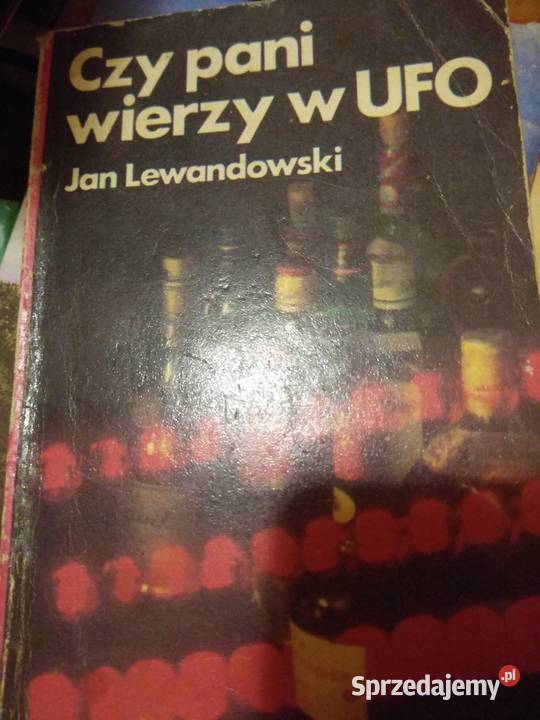 Czy pani
wierzy w UFO
Jan Lewandowski
Sprzedajemy.pl